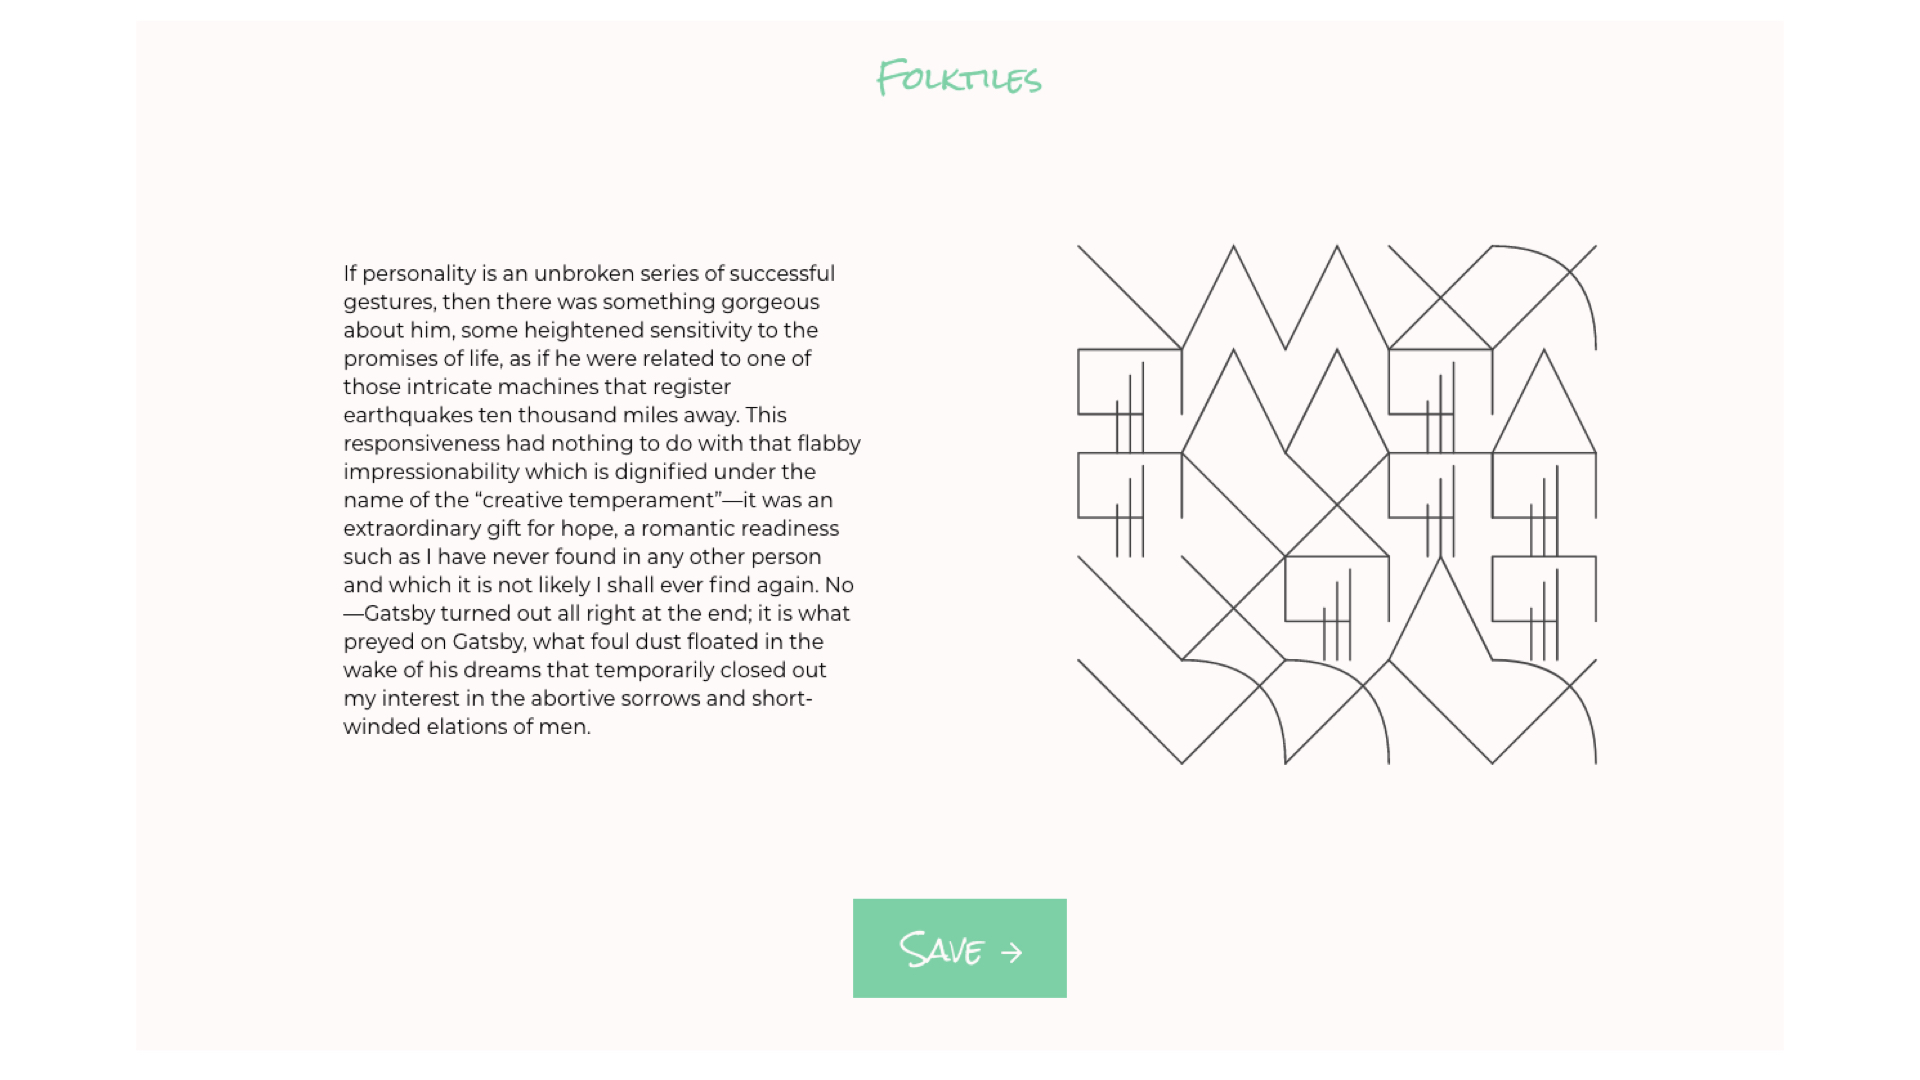 Folktiles
If personality is an unbroken series of successful
gestures, then there was something gorgeous
about him, some heightened sensitivity to the
promises of life, as if he were related to one of
those intricate machines that register
earthquakes ten thousand miles away. This
responsiveness had nothing to do with that flabby
impressionability which is dignified under the
name of the “creative temperament”—it was an
extraordinary gift for hope, a romantic readiness
such as I have never found in any other person
and which it is not likely I shall ever find again. No
—Gatsby turned out all right at the end; it is what
preyed on Gatsby, what foul dust floated in the
wake of his dreams that temporarily closed out
my interest in the abortive sorrows and short-
winded elations of men.
Save →